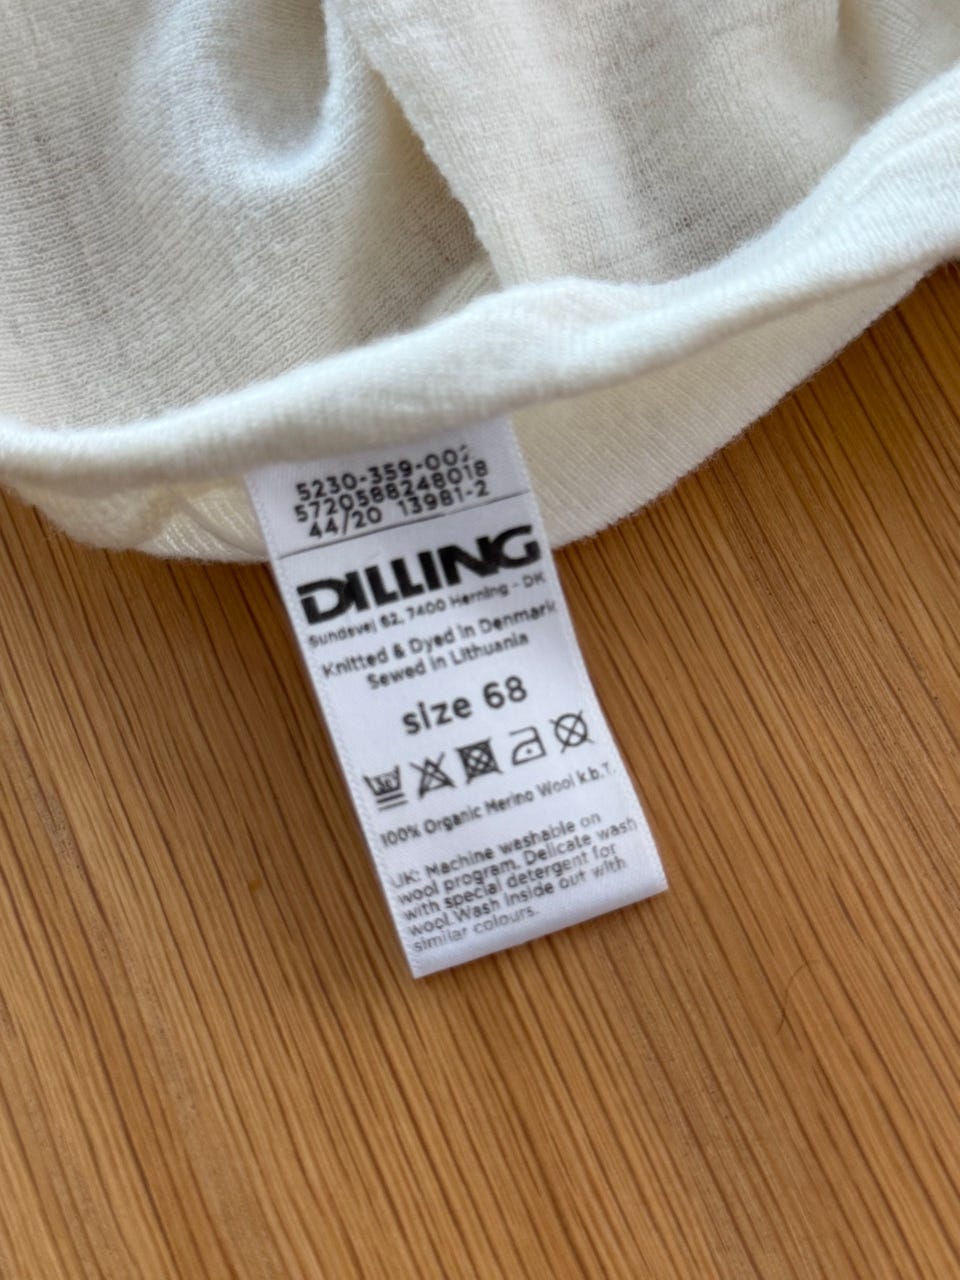 5230-359-002
5720588248018
44/20 13981-2
DILLING
Sundsvej 62, 7400 Herning - DK
Knitted & Dyed in Denmark
Sewed in Lithuania
size 68
100% Organic Merino Wool k.b.T.
UK: Machine washable on
wool program. Delicate wash
with special detergent for
wool. Wash inside out with
similar colours.